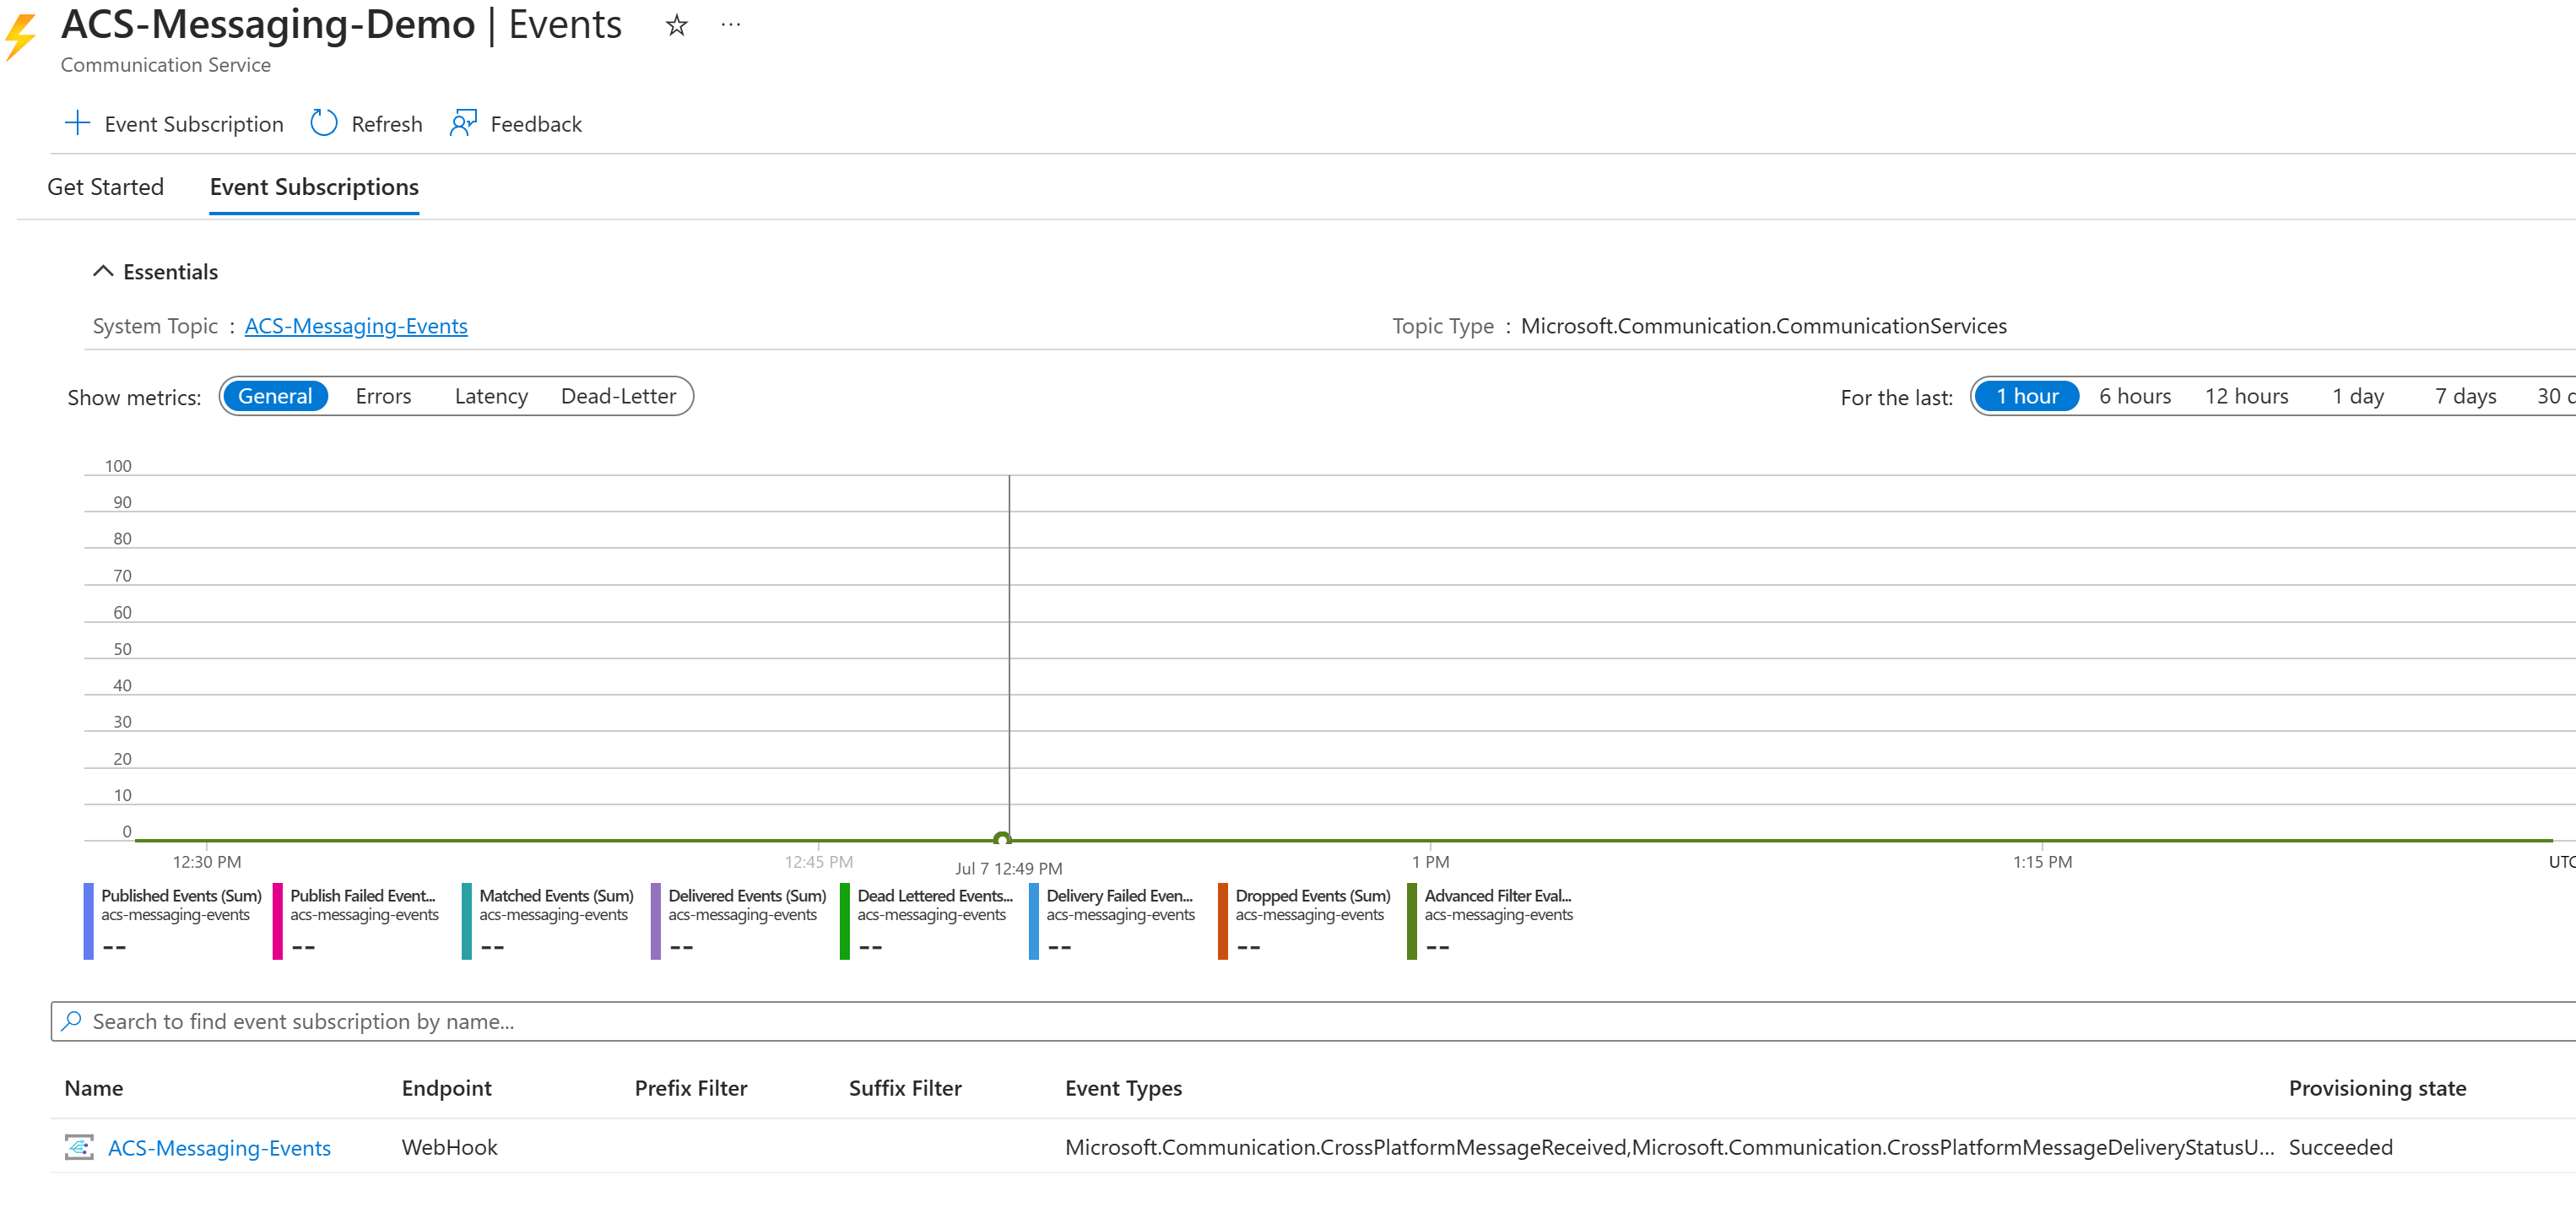 ACS-Messaging-Demo | Events
Communication Service
Event Subscription Refresh Feedback
Get Started Event Subscriptions
Essentials
System Topic : ACS-Messaging-Events Topic Type : Microsoft.Communication.CommunicationServices
Show metrics: General Errors Latency Dead-Letter For the last: 1 hour 6 hours 12 hours 1 day 7 days 30 d
100
90
80
70
60
50
40
30
20
10
0
12:30 PM 12:45 PM Jul 7 12:49 PM 1 PM 1:15 PM UTC
Published Events (Sum) Publish Failed Event... Matched Events (Sum) Delivered Events (Sum) Dead Lettered Events... Delivery Failed Even... Dropped Events (Sum) Advanced Filter Eval...
acs-messaging-events acs-messaging-events acs-messaging-events acs-messaging-events acs-messaging-events acs-messaging-events acs-messaging-events acs-messaging-events
-- -- -- -- -- -- -- --
Search to find event subscription by name...
Name Endpoint Prefix Filter Suffix Filter Event Types Provisioning state
ACS-Messaging-Events WebHook Microsoft.Communication.CrossPlatformMessageReceived,Microsoft.Communication.CrossPlatformMessageDeliveryStatusU... Succeeded